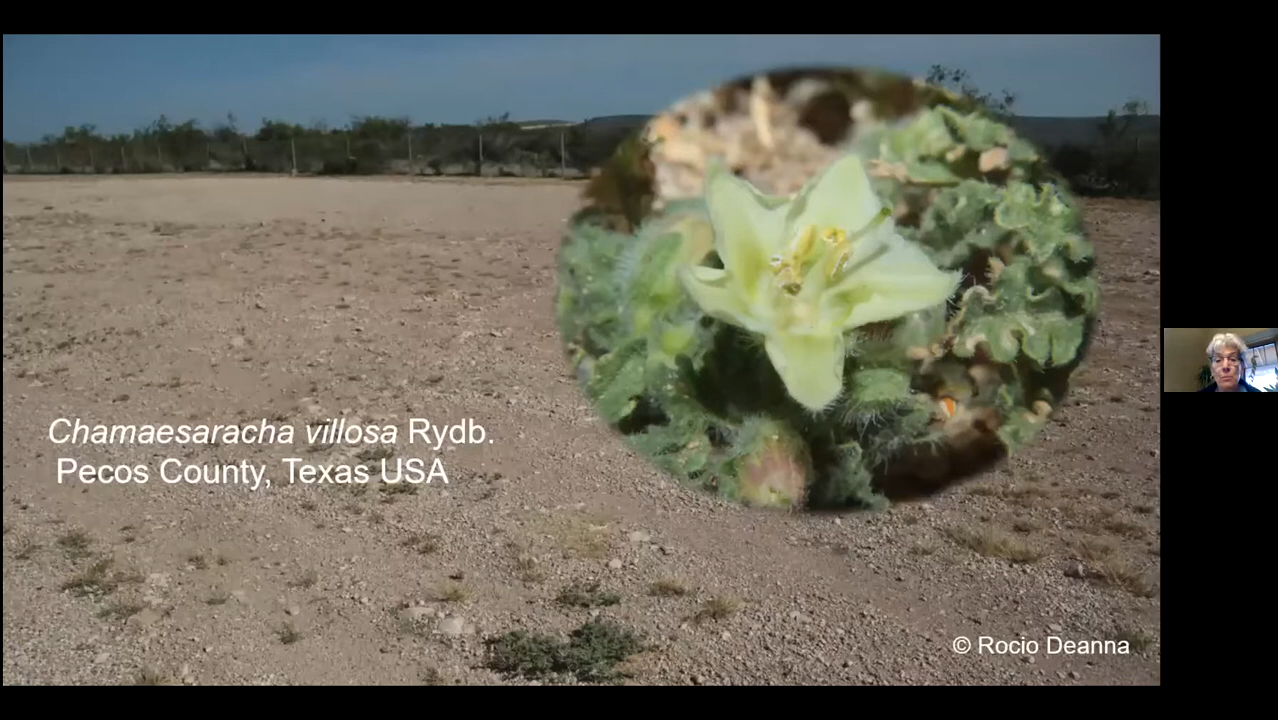 Chamaesaracha villosa Rydb.
Pecos County, Texas USA
© Rocio Deanna